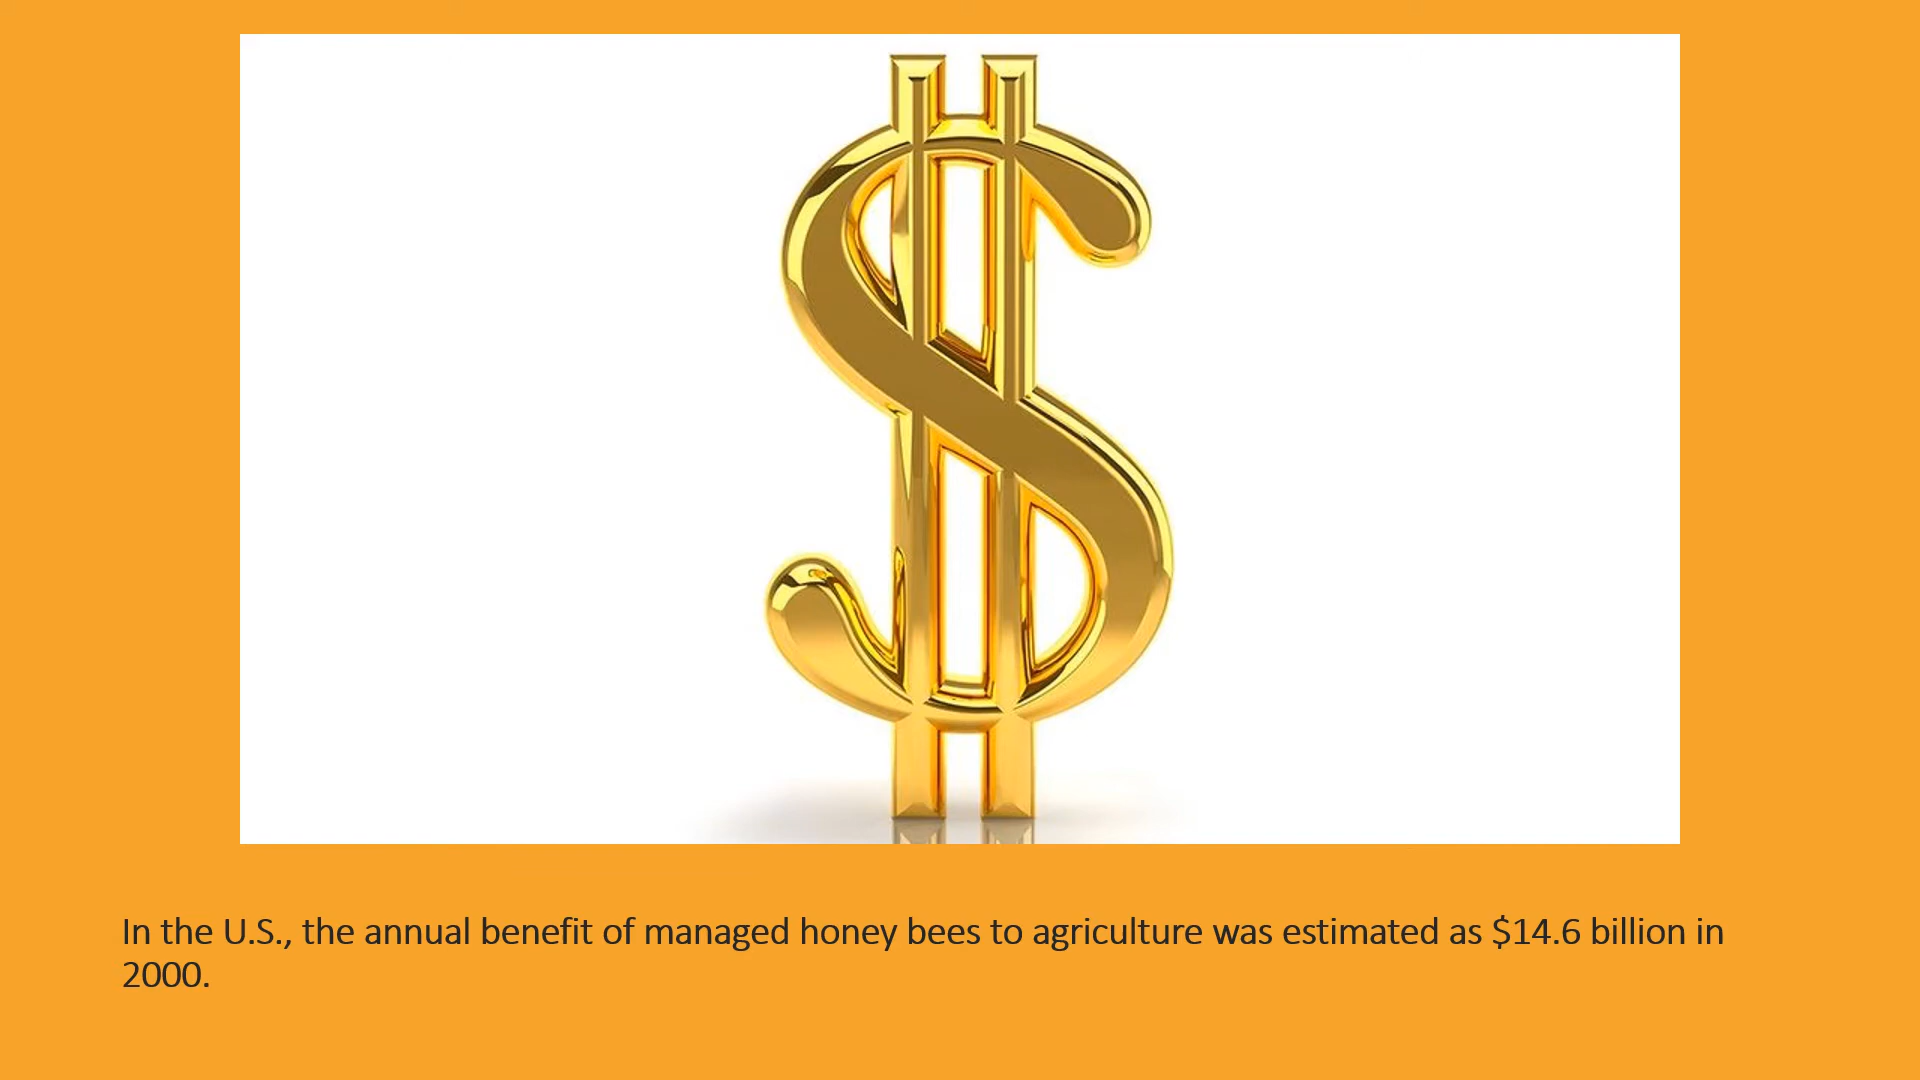 In the U.S., the annual benefit of managed honey bees to agriculture was estimated as $14.6 billion in
2000.